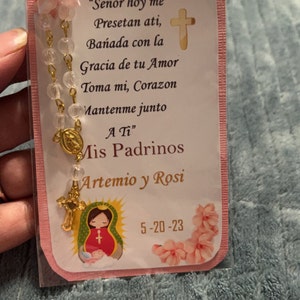 "Señor hoy me
Presetan ati,
Bañada con la
Gracia de tu Amor
Toma mi, Corazon
Mantenme junto
A Ti"
Mis Padrinos
Artemio y Rosi
5-20-23